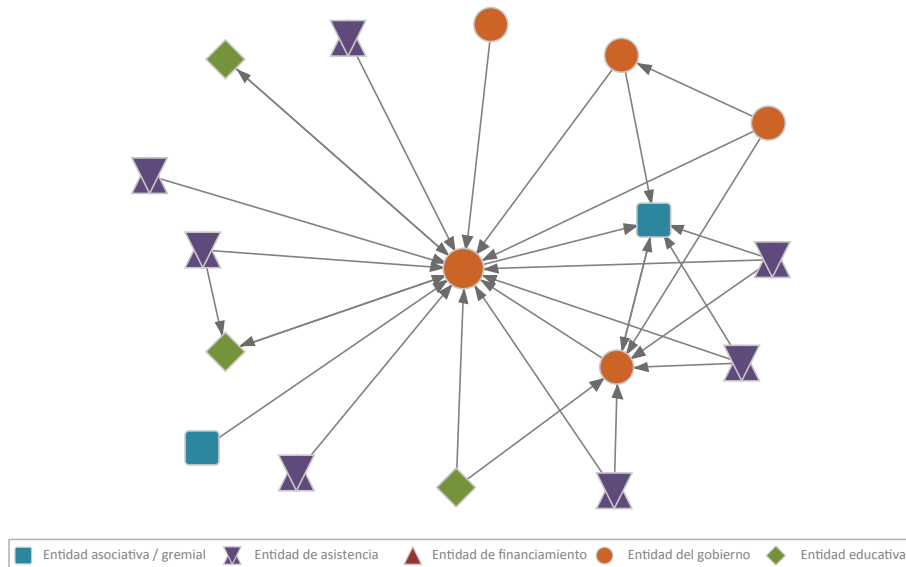 Entidad asociativa / gremial Entidad de asistencia Entidad de financiamiento Entidad del gobierno Entidad educativa